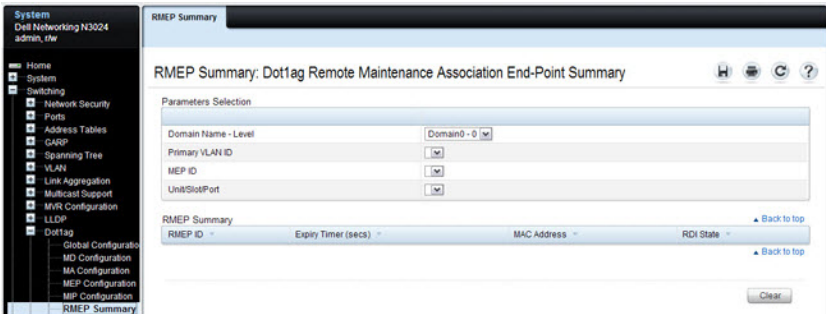 System
Dell Networking N3024
admin, r/w
Home
System
Switching
Network Security
Ports
Address Tables
GARP
Spanning Tree
VLAN
Link Aggregation
Multicast Support
MVR Configuration
LLDP
Dot1ag
Global Configuratio
MD Configuration
MA Configuration
MEP Configuration
MIP Configuration
RMEP Summary
RMEP Summary
RMEP Summary: Dot1ag Remote Maintenance Association End-Point Summary
?
Parameters Selection
Domain Name - Level Domain0 - 0
Primary VLAN ID
MEP ID
Unit/Slot/Port
RMEP Summary Back to top
RMEP ID Expiry Timer (secs) MAC Address RDI State
Back to top
Clear